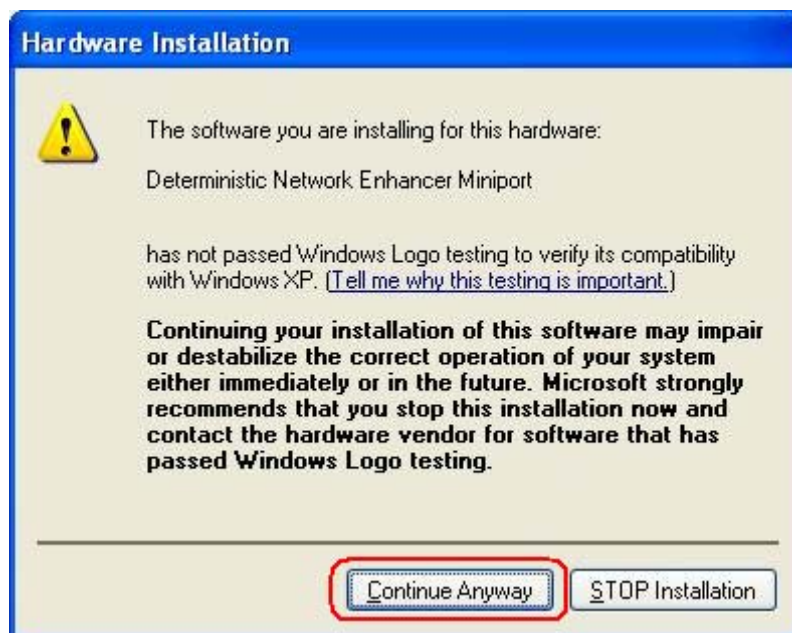 Hardware Installation
The software you are installing for this hardware:
Deterministic Network Enhancer Miniport
has not passed Windows Logo testing to verify its compatibility
with Windows XP. (Tell me why this testing is important.)
Continuing your installation of this software may impair
or destabilize the correct operation of your system
either immediately or in the future. Microsoft strongly
recommends that you stop this installation now and
contact the hardware vendor for software that has
passed Windows Logo testing.
Continue Anyway
STOP Installation